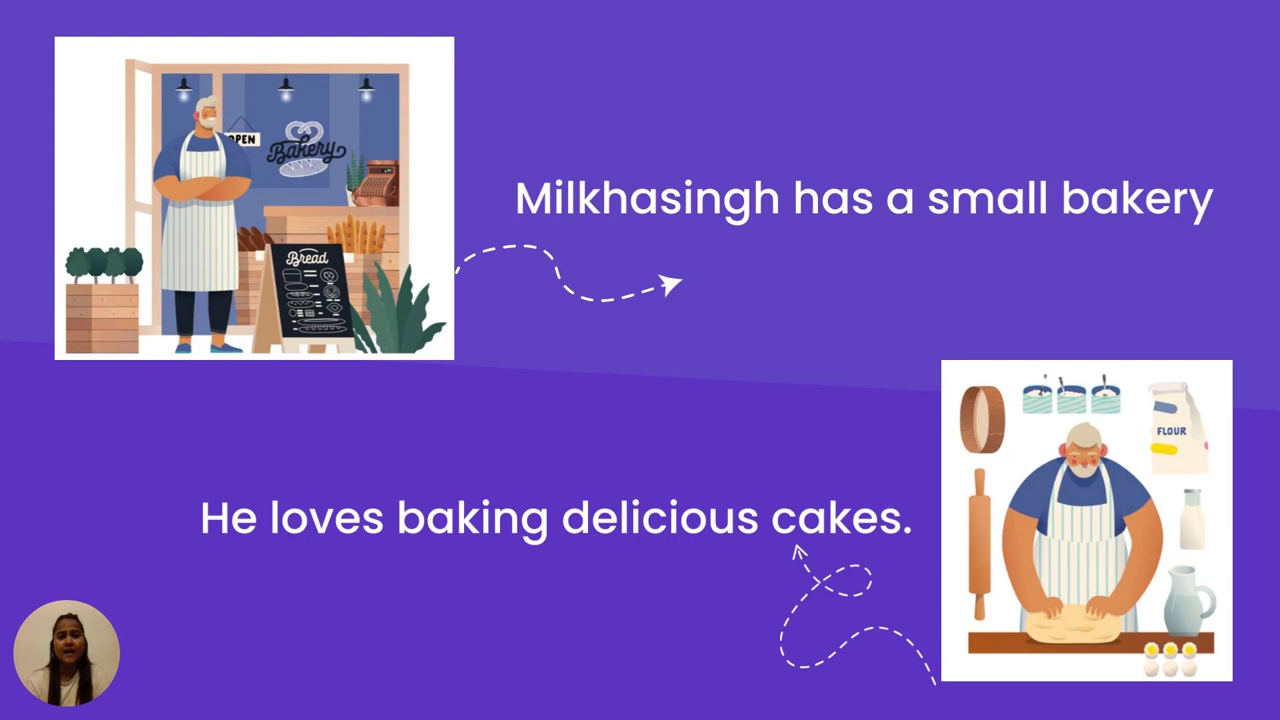 OPEN
Bakery
Bread
Milkhasingh has a small bakery
FLOUR
He loves baking delicious cakes.